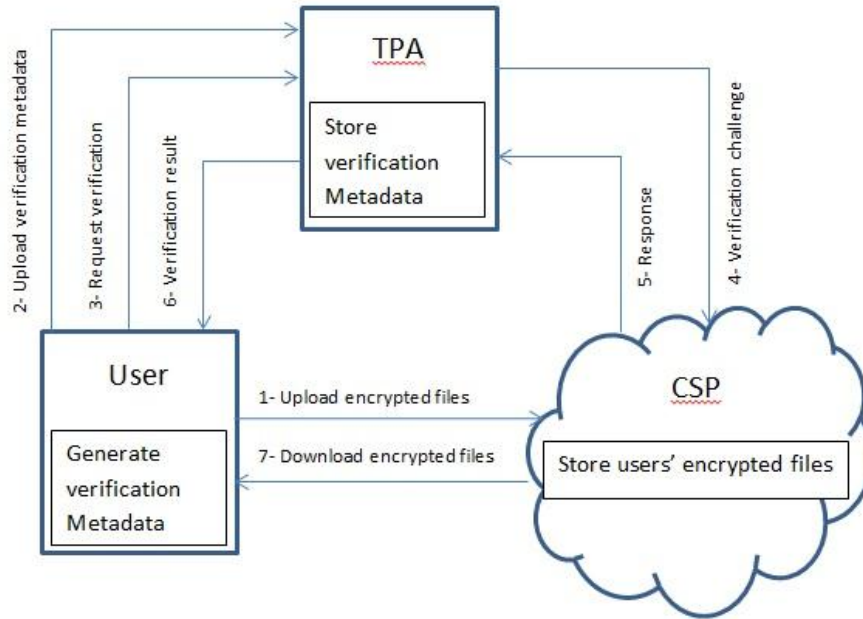 TPA
Store
verification
Metadata
2- Upload verification metadata
3- Request verification
6- Verification result
5- Response
4- Verification challenge
User
Generate
verification
Metadata
1- Upload encrypted files
7- Download encrypted files
CSP
Store users’ encrypted files